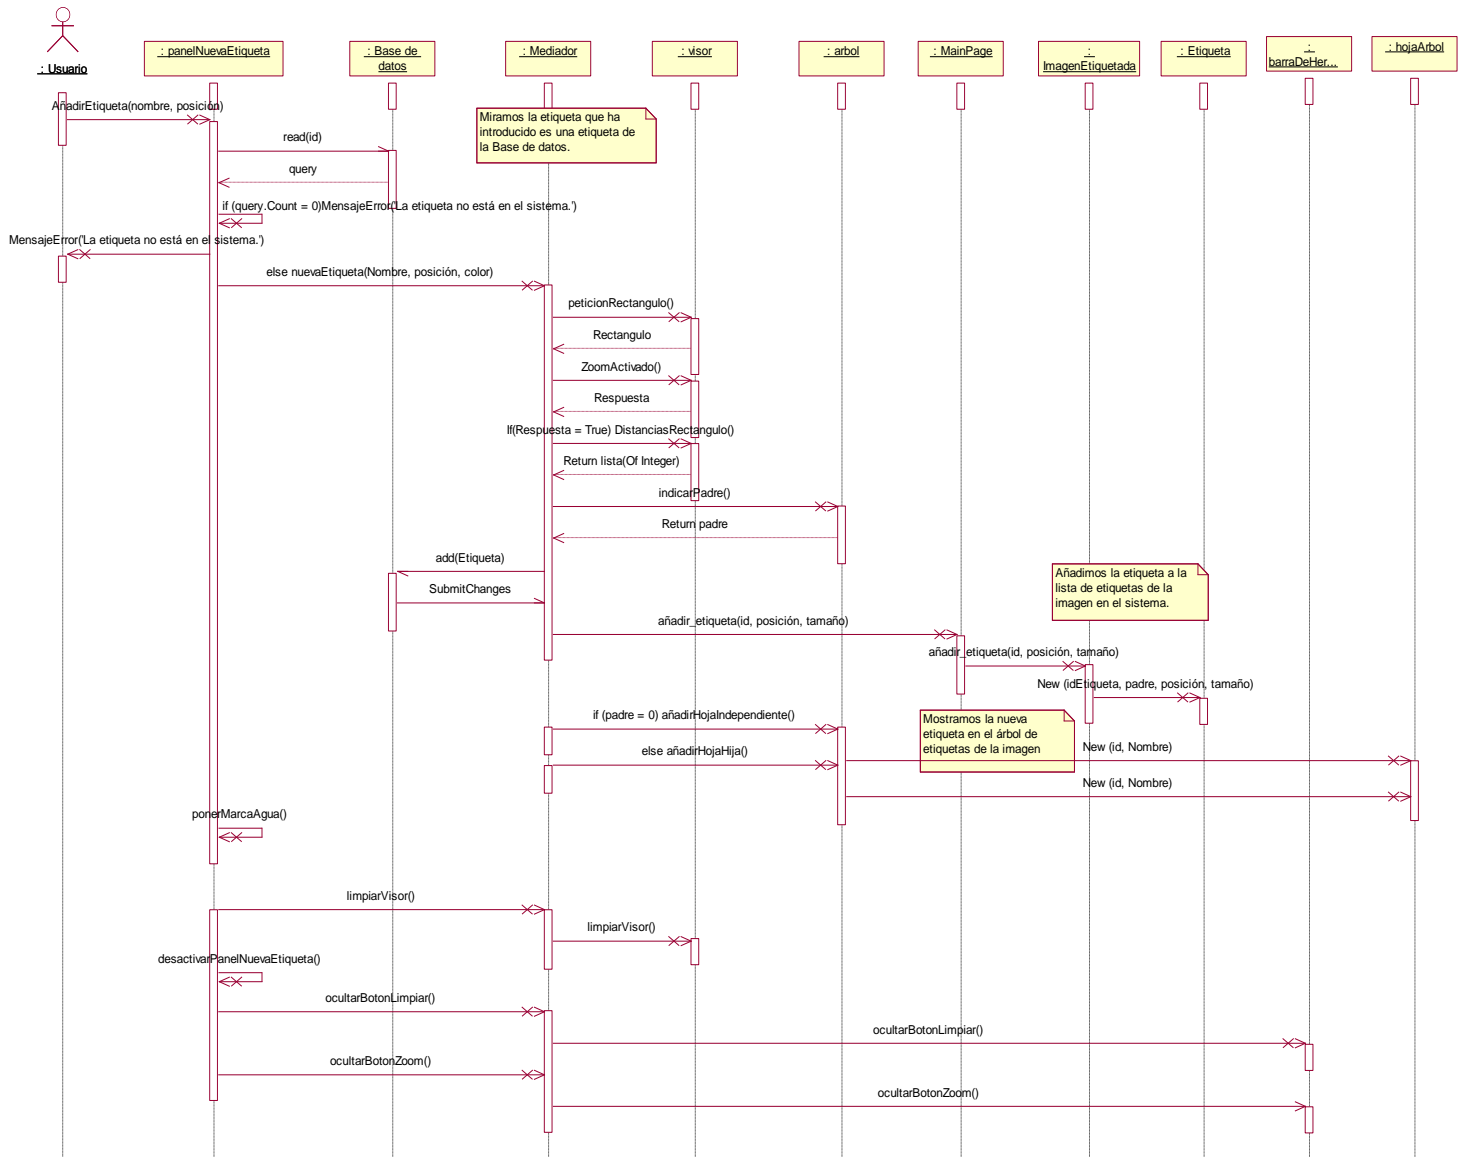 : Usuario
: panelNuevaEtiqueta
: Base de
datos
: Mediador
: visor
: arbol
: MainPage
:
ImagenEtiquetada
: Etiqueta
:
barraDeHer...
: hojaArbol
AñadirEtiqueta(nombre, posición)
Miramos la etiqueta que ha
introducido es una etiqueta de
la Base de datos.
read(id)
query
if (query.Count = 0)MensajeError('La etiqueta no está en el sistema.')
MensajeError('La etiqueta no está en el sistema.')
else nuevaEtiqueta(Nombre, posición, color)
peticionRectangulo()
Rectangulo
ZoomActivado()
Respuesta
If(Respuesta = True) DistanciasRectangulo()
Return lista(Of Integer)
indicarPadre()
Return padre
add(Etiqueta)
SubmitChanges
Añadimos la etiqueta a la
lista de etiquetas de la
imagen en el sistema.
añadir_etiqueta(id, posición, tamaño)
añadir_etiqueta(id, posición, tamaño)
New (idEtiqueta, padre, posición, tamaño)
if (padre = 0) añadirHojaIndependiente()
Mostramos la nueva
etiqueta en el árbol de
etiquetas de la imagen
else añadirHojaHija()
New (id, Nombre)
New (id, Nombre)
ponerMarcaAgua()
limpiarVisor()
limpiarVisor()
desactivarPanelNuevaEtiqueta()
ocultarBotonLimpiar()
ocultarBotonLimpiar()
ocultarBotonZoom()
ocultarBotonZoom()